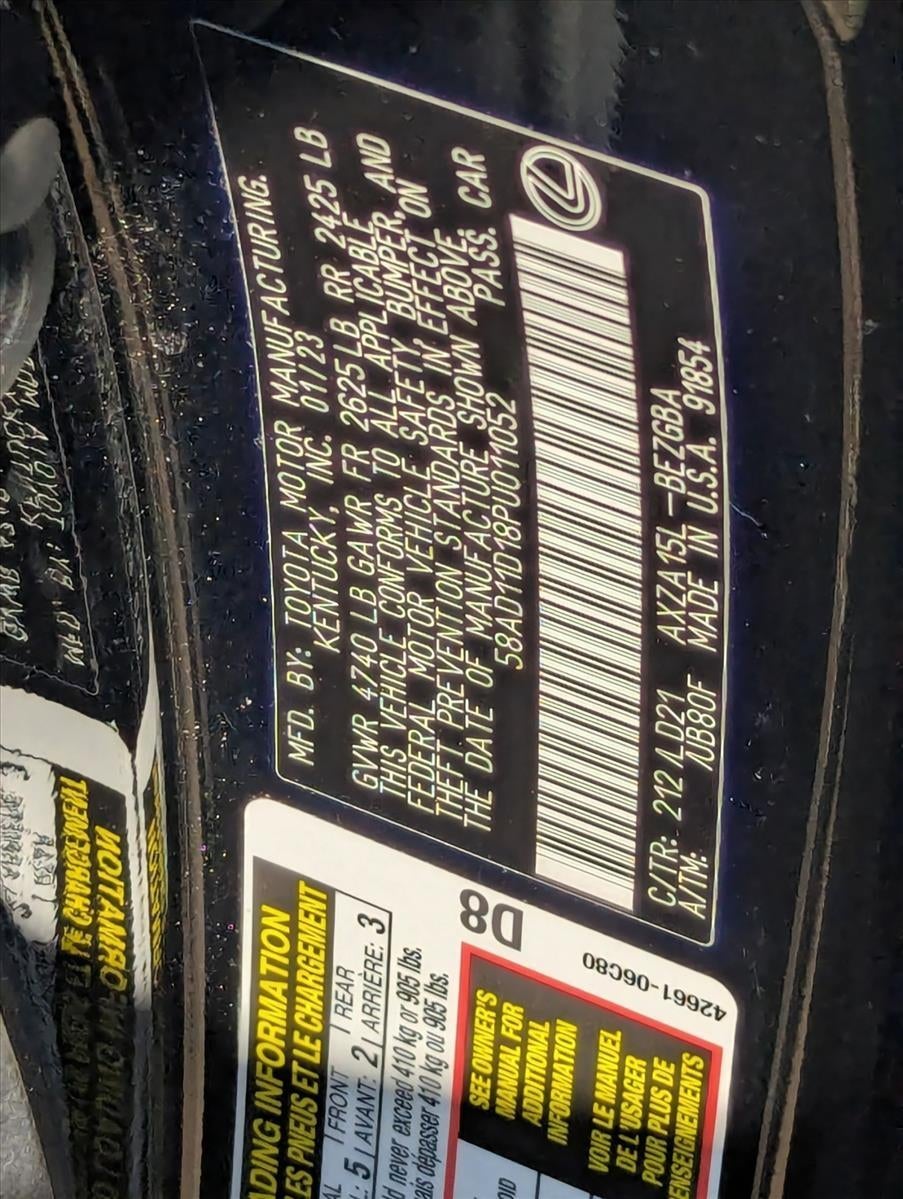 MFD. BY: TOYOTA MOTOR MANUFACTURING.
KENTUCKY, INC. 01/23
GVWR 4740 LB GAWR FR 2625LB RR 2425 LB
THIS VEHICLE CONFORMS TO ALL APPLICABLE
FEDERAL MOTOR VEHICLE SAFETY, BUMPER, AND
THEFT PREVENTION STANDARDS IN EFFECT ON
THE DATE OF MANUFACTURE SHOWN ABOVE.
58AD11D18PU011052 PASS. CAR
C/TR: 212 LD21 AXZA15L-BEZGBA
A/TM: UB80F MADE IN U.S.A. 91854
ADING INFORMATION
LES PNEUS ET LE CHARGEMENT
FRONT REAR
5 AVANT: 2 ARRIÈRE: 3
d never exceed 410 kg or 905 lbs.
ais dépasser 410 kg ou 905 lbs.
D8
42661-06C80
SEE OWNER'S
MANUAL FOR
ADDITIONAL
INFORMATION
VOIR LE MANUEL
DE L'USAGER
POUR PLUS DE
ENSEIGNEMENTS